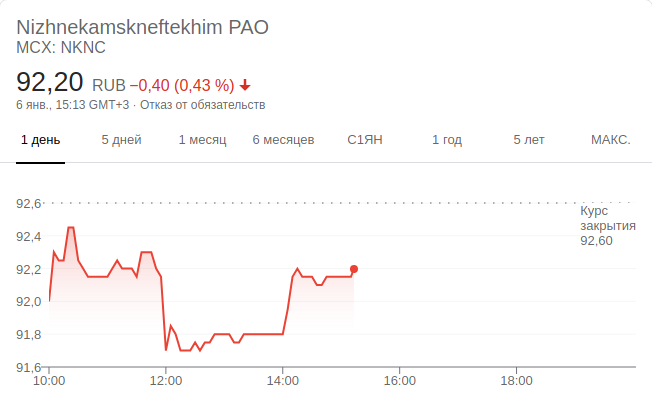 Nizhnekamskneftekhim PAO
MCX: NKNC
92,20 RUB −0,40 (0,43 %)
6 янв., 15:13 GMT+3 · Отказ от обязательств
1 день 5 дней 1 месяц 6 месяцев С1ЯН 1 год 5 лет МАКС.
92,6
Курс
закрытия
92,60
92,4
92,2
92,0
91,8
91,6
10:00 12:00 14:00 16:00 18:00